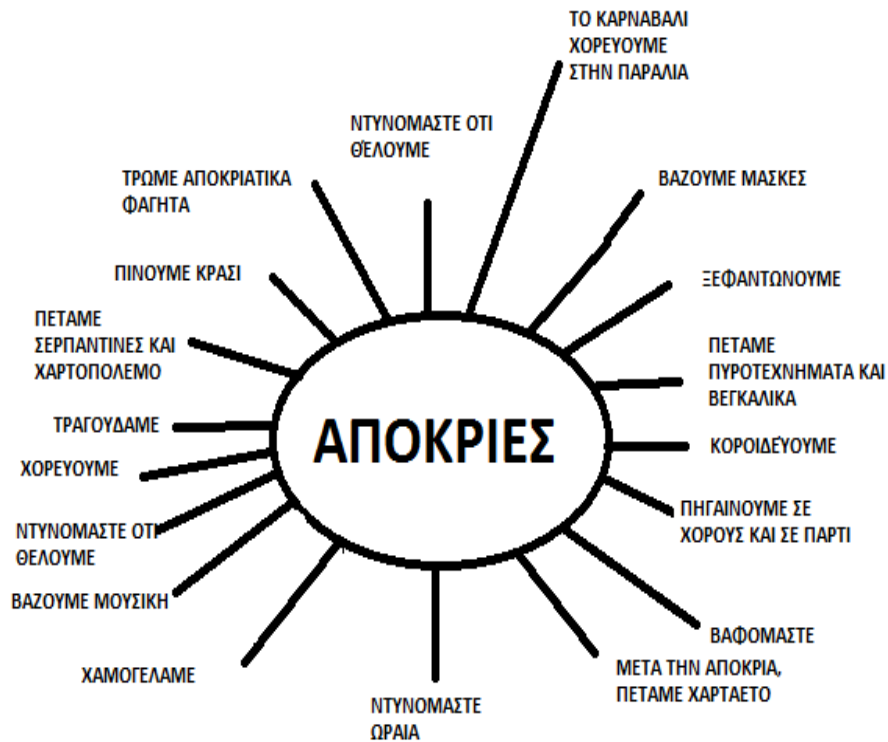 ΤΟ ΚΑΡΝΑΒΑΛΙ
ΧΟΡΕΥΟΥΜΕ
ΣΤΗΝ ΠΑΡΑΛΙΑ
ΝΤΥΝΟΜΑΣΤΕ ΟΤΙ
ΘΈΛΟΥΜΕ
ΤΡΩΜΕ ΑΠΟΚΡΙΑΤΙΚΑ
ΦΑΓΗΤΑ
ΒΑΖΟΥΜΕ ΜΑΣΚΕΣ
ΠΙΝΟΥΜΕ ΚΡΑΣΙ
ΞΕΦΑΝΤΩΝΟΥΜΕ
ΠΕΤΑΜΕ
ΣΕΡΠΑΝΤΙΝΕΣ ΚΑΙ
ΧΑΡΤΟΠΟΛΕΜΟ
ΠΕΤΑΜΕ
ΠΥΡΟΤΕΧΝΗΜΑΤΑ ΚΑΙ
ΒΕΓΚΑΛΙΚΑ
ΤΡΑΓΟΥΔΑΜΕ
ΑΠΟΚΡΙΕΣ
ΚΟΡΟΙΔΕΎΟΥΜΕ
ΧΟΡΕΥΟΥΜΕ
ΠΗΓΑΙΝΟΥΜΕ ΣΕ
ΧΟΡΟΥΣ ΚΑΙ ΣΕ ΠΑΡΤΙ
ΝΤΥΝΟΜΑΣΤΕ ΟΤΙ
ΘΕΛΟΥΜΕ
ΒΑΖΟΥΜΕ ΜΟΥΣΙΚΗ
ΒΑΦΟΜΑΣΤΕ
ΧΑΜΟΓΕΛΑΜΕ
ΜΕΤΑ ΤΗΝ ΑΠΟΚΡΙΑ,
ΠΕΤΑΜΕ ΧΑΡΤΑΕΤΟ
ΝΤΥΝΟΜΑΣΤΕ
ΩΡΑΙΑ